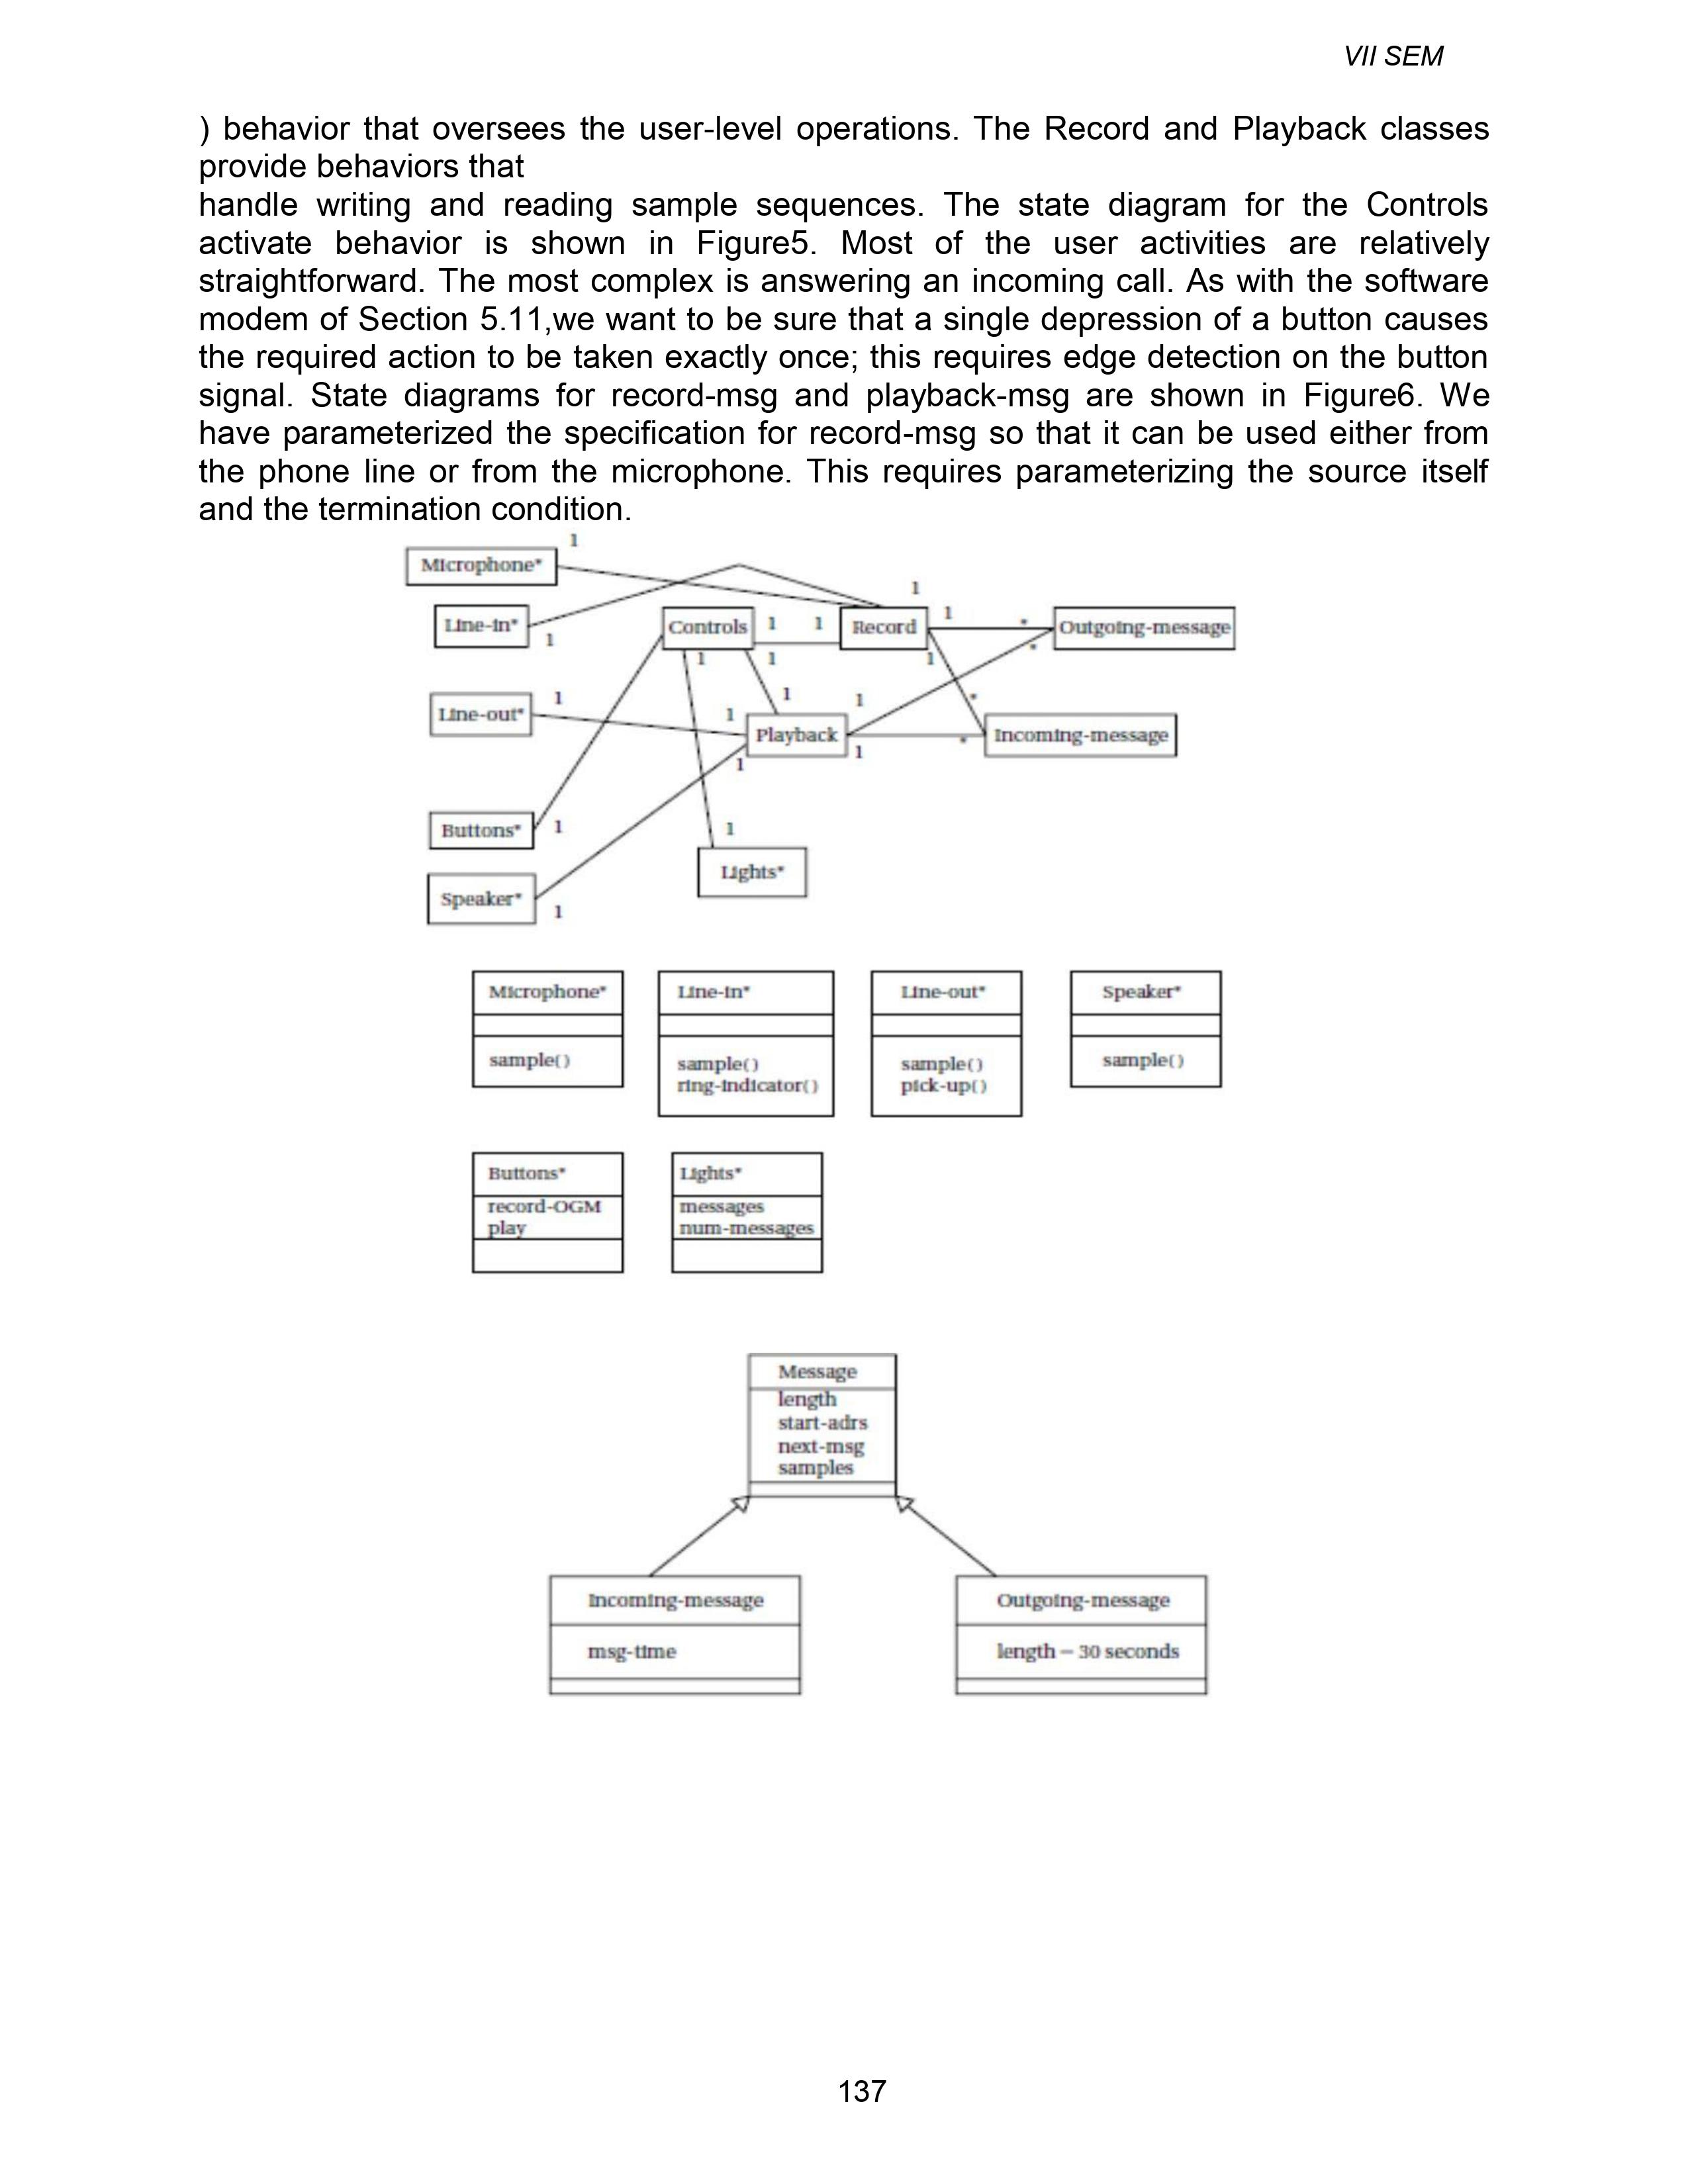 VII SEM
) behavior that oversees the user-level operations. The Record and Playback classes
provide behaviors that
handle writing and reading sample sequences. The state diagram for the Controls
activate behavior is shown in Figure5. Most of the user activities are relatively
straightforward. The most complex is answering an incoming call. As with the software
modem of Section 5.11,we want to be sure that a single depression of a button causes
the required action to be taken exactly once; this requires edge detection on the button
signal. State diagrams for record-msg and playback-msg are shown in Figure6. We
have parameterized the specification for record-msg so that it can be used either from
the phone line or from the microphone. This requires parameterizing the source itself
and the termination condition.
1
Microphone*
1
Line-in*
1
Controls
1
1
Record
1
*
Outgoing-message
*
1
1
1
Line-out*
1
1
1
1
*
Playback
1
1
*
Incoming-message
Buttons*
1
1
Lights*
Speaker*
1
Microphone*
sample()
Line-in*
sample()
ring-indicator()
Line-out*
sample()
pick-up()
Speaker*
sample()
Buttons*
record-OGM
play
Lights*
messages
num-messages
Message
length
start-adrs
next-msg
samples
Incoming-message
msg-time
Outgoing-message
length – 30 seconds
137